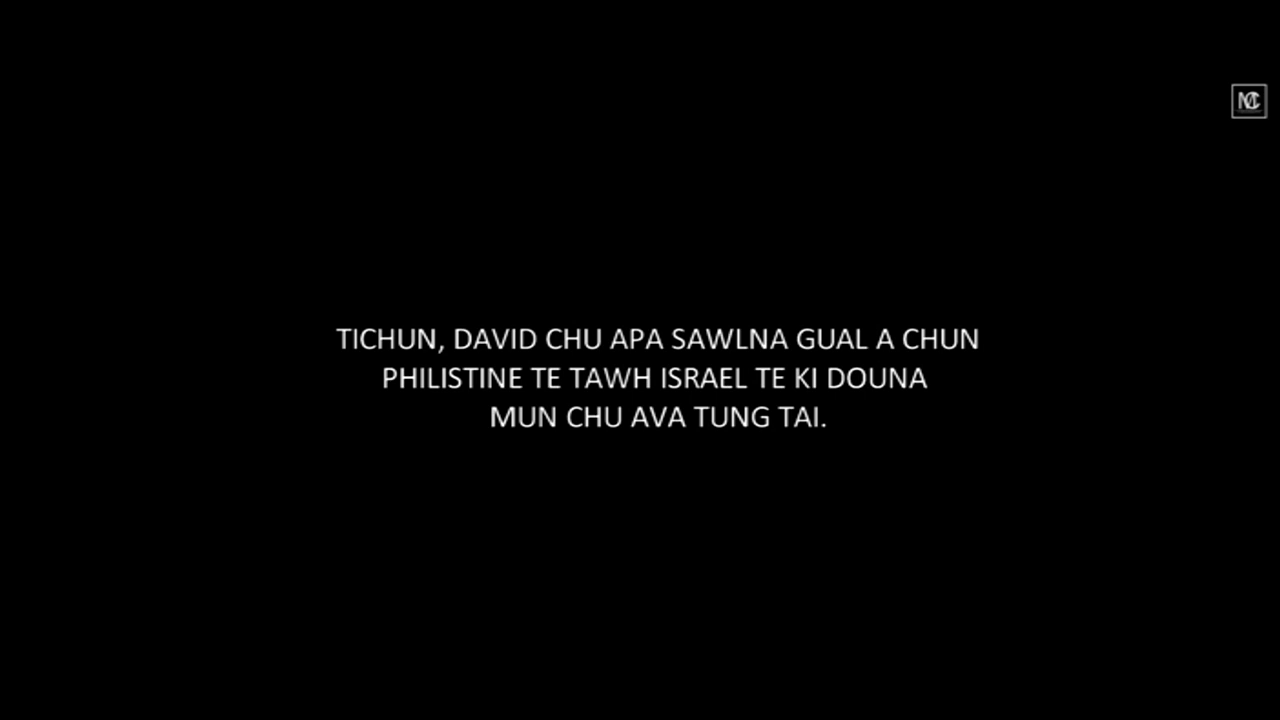 TICHUN, DAVID CHU APA SAWLNA GUAL A CHUN
PHILISTINE TE TAWH ISRAEL TE KI DOUNA
MUN CHU AVA TUNG TAI.